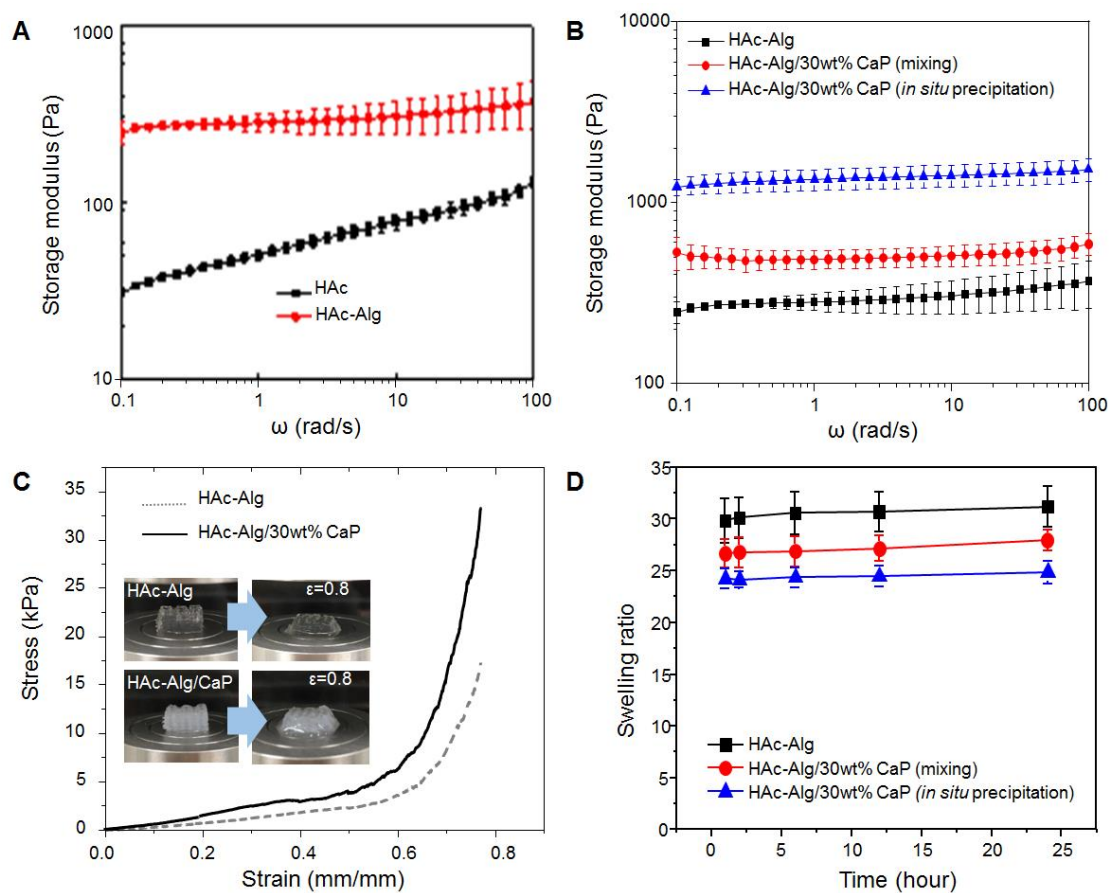 A
1000
100
10
0.1
1
10
100
Storage modulus (Pa)
ω (rad/s)
HAc
HAc-Alg
B
10000
1000
100
0.1
1
10
100
Storage modulus (Pa)
ω (rad/s)
HAc-Alg
HAc-Alg/30wt% CaP (mixing)
HAc-Alg/30wt% CaP (in situ precipitation)
C
35
30
25
20
15
10
5
0
0.0
0.2
0.4
0.6
0.8
Stress (kPa)
Strain (mm/mm)
HAc-Alg
HAc-Alg/30wt% CaP
HAc-Alg
ε=0.8
HAc-Alg/CaP
ε=0.8
D
35
30
25
20
15
10
5
0
0
5
10
15
20
25
Swelling ratio
Time (hour)
HAc-Alg
HAc-Alg/30wt% CaP (mixing)
HAc-Alg/30wt% CaP (in situ precipitation)